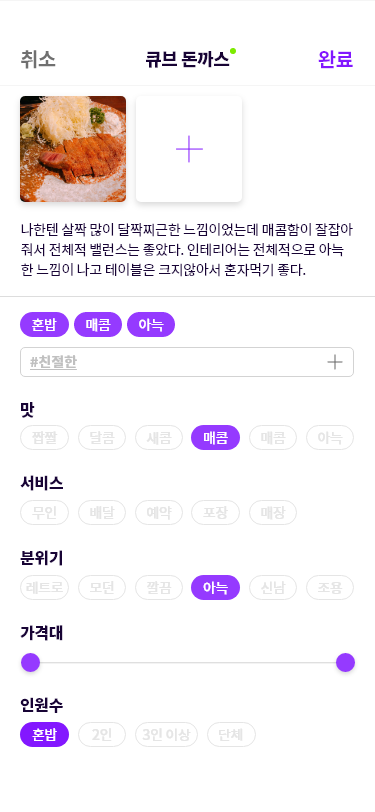 취소
큐브 돈까스
완료
나한텐 살짝 많이 달짝찌근한 느낌이었는데 매콤함이 잘잡아
줘서 전체적 밸런스는 좋았다. 인테리어는 전체적으로 아늑
한 느낌이 나고 테이블은 크지않아서 혼자먹기 좋다.
혼밥 매콤 아늑
#친절한
맛
짭짤 달콤 새콤 매콤 매콤 아늑
서비스
무인 배달 예약 포장 매장
분위기
레트로 모던 깔끔 아늑 신남 조용
가격대
인원수
혼밥 2인 3인 이상 단체